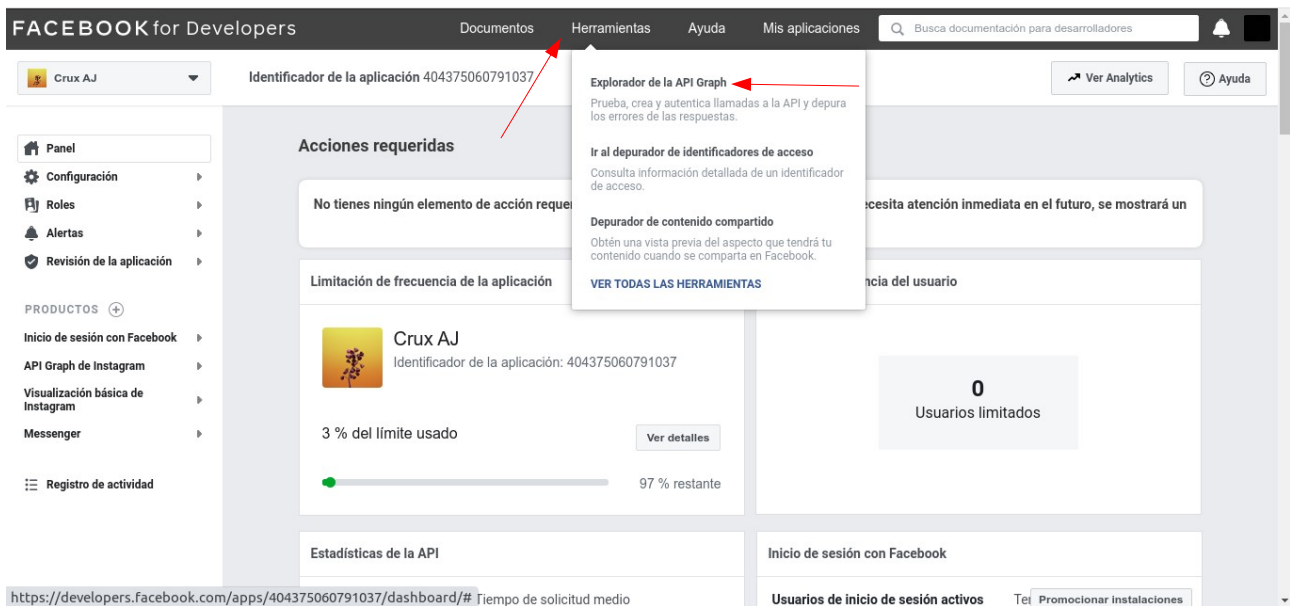 FACEBOOK for Developers
Documentos
Herramientas
Ayuda
Mis aplicaciones
Busca documentación para desarrolladores
Crux AJ
Identificador de la aplicación 404375060791037
Ver Analytics
Ayuda
Explorador de la API Graph
Prueba, crea y autentica llamadas a la API y depura
los errores de las respuestas.
Ir al depurador de identificadores de acceso
Consulta información detallada de un identificador
de acceso.
Depurador de contenido compartido
Obtén una vista previa del aspecto que tendrá tu
contenido cuando se comparta en Facebook.
VER TODAS LAS HERRAMIENTAS
Panel
Configuración
Roles
Alertas
Revisión de la aplicación
PRODUCTOS
Inicio de sesión con Facebook
API Graph de Instagram
Visualización básica de
Instagram
Messenger
Registro de actividad
Acciones requeridas
No tienes ningún elemento de acción reque
ecesita atención inmediata en el futuro, se mostrará un
Limitación de frecuencia de la aplicación
ncia del usuario
Crux AJ
Identificador de la aplicación: 404375060791037
3 % del límite usado
Ver detalles
97 % restante
0
Usuarios limitados
Estadísticas de la API
Inicio de sesión con Facebook
Tiempo de solicitud medio
Usuarios de inicio de sesión activos
Ter
Promocionar instalaciones
https://developers.facebook.com/apps/404375060791037/dashboard/#